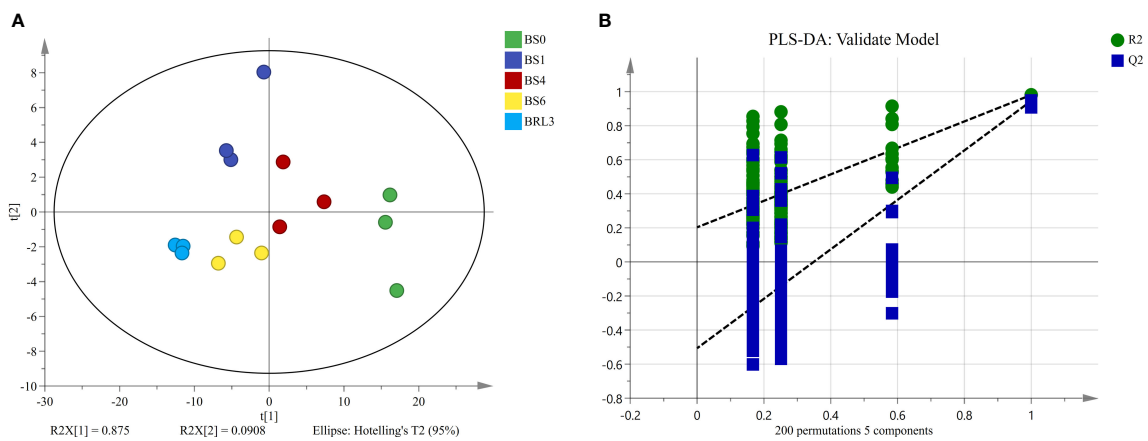 A
8
6
4
2
0
-2
-4
-6
-8
-10
t[2]
-30 -20 -10 0 10 20
t[1]
R2X[1] = 0.875 R2X[2] = 0.0908 Ellipse: Hotelling's T2 (95%)
BS0
BS1
BS4
BS6
BRL3
B
PLS-DA: Validate Model
R2
Q2
1
0.8
0.6
0.4
0.2
0
-0.2
-0.4
-0.6
-0.8
-0.2 0 0.2 0.4 0.6 0.8 1
200 permutations 5 components